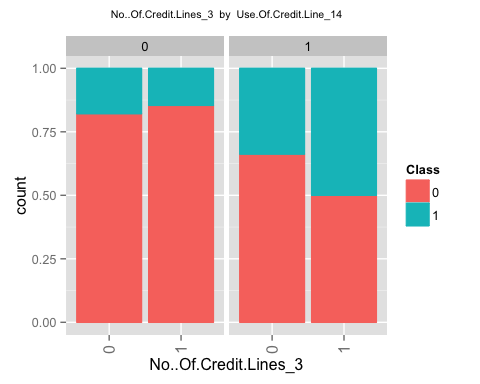 No..Of.Credit.Lines_3 by Use.Of.Credit.Line_14
0 1
1.00
0.75
0.50
0.25
0.00
count
0 1 0 1
No..Of.Credit.Lines_3
Class
0
1